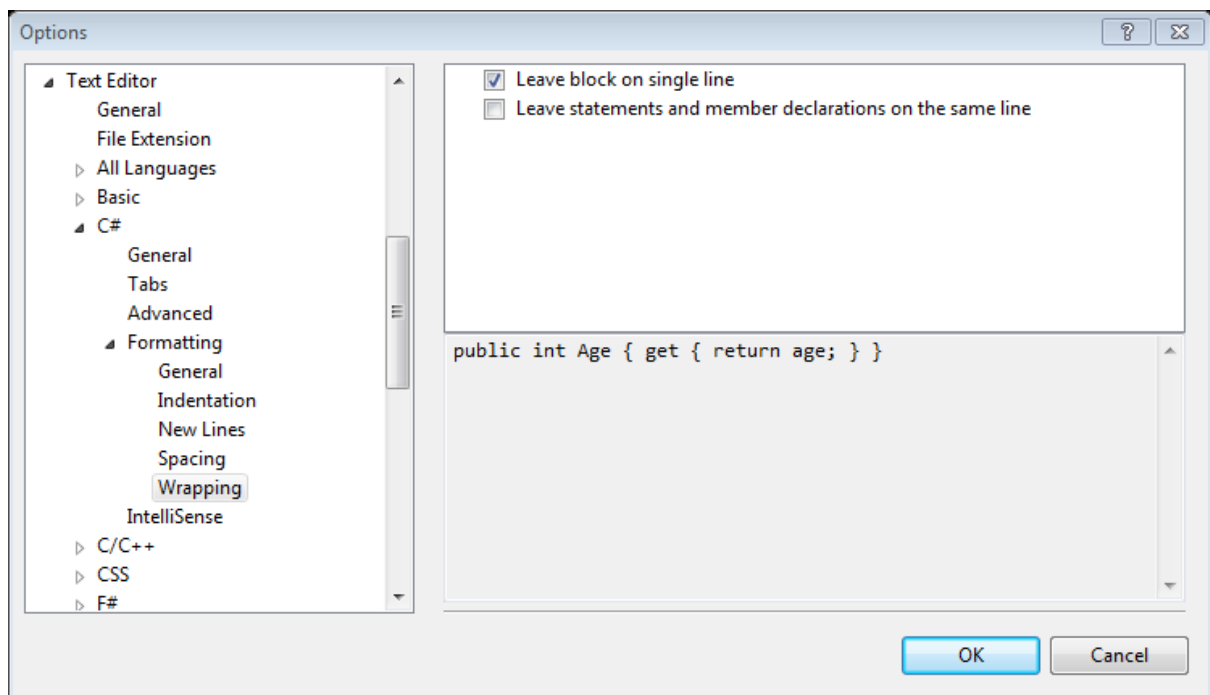 Options
Text Editor
General
File Extension
All Languages
Basic
C#
General
Tabs
Advanced
Formatting
General
Indentation
New Lines
Spacing
Wrapping
IntelliSense
C/C++
CSS
F#
Leave block on single line
Leave statements and member declarations on the same line
public int Age { get { return age; } }
OK
Cancel